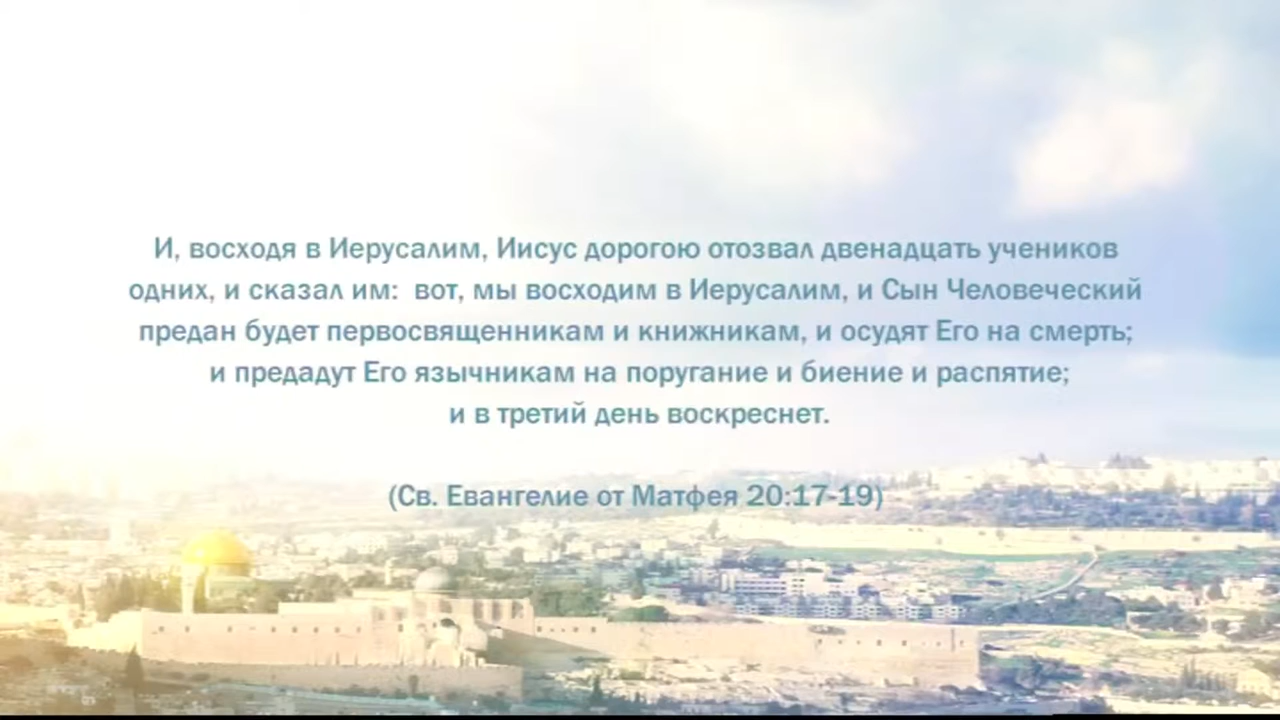 И, восходя в Иерусалим, Иисус дорогою отозвал двенадцать учеников
одних, и сказал им: вот, мы восходим в Иерусалим, и Сын Человеческий
предан будет первосвященникам и книжникам, и осудят Его на смерть;
и предадут Его язычникам на поругание и биение и распятие;
и в третий день воскреснет.
(Св. Евангелие от Матфея 20:17-19)